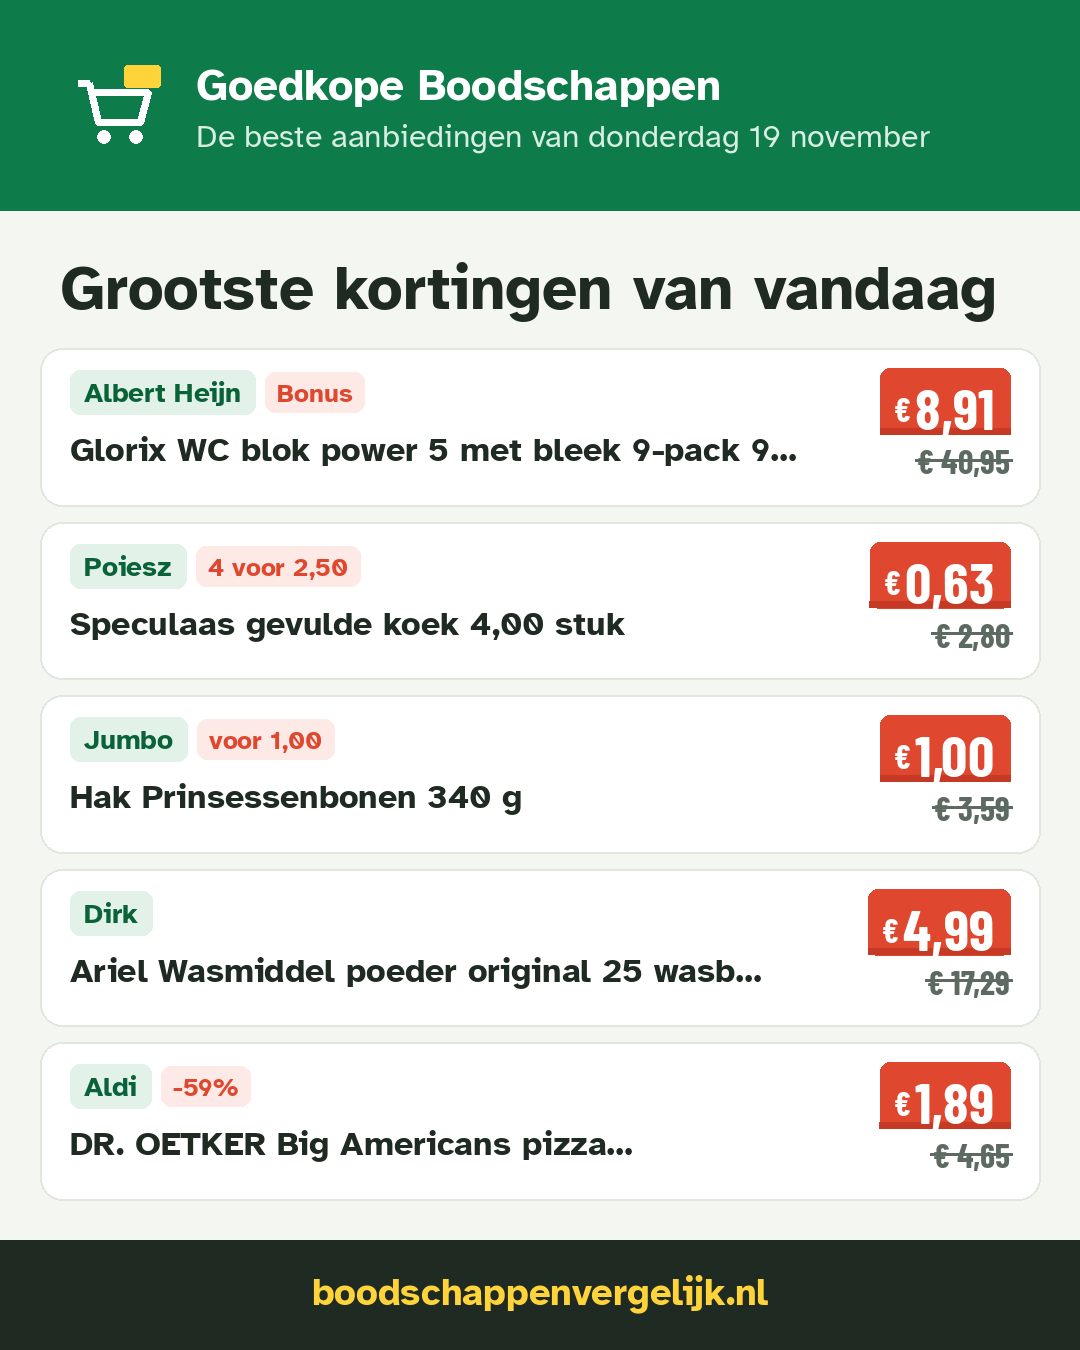 Goedkope Boodschappen
De beste aanbiedingen van donderdag 19 november
Grootste kortingen van vandaag
Albert Heijn Bonus
€ 8,91
Glorix WC blok power 5 met bleek 9-pack 9...
€ 40,95
Poiesz 4 voor 2,50
€ 0,63
Speculaas gevulde koek 4,00 stuk
€ 2,80
Jumbo voor 1,00
€ 1,00
Hak Prinsessenbonen 340 g
€ 3,59
Dirk
€ 4,99
Ariel Wasmiddel poeder original 25 wasb...
€ 17,29
Aldi -59%
€ 1,89
DR. OETKER Big Americans pizza...
€ 4,65
boodschappenvergelijk.nl